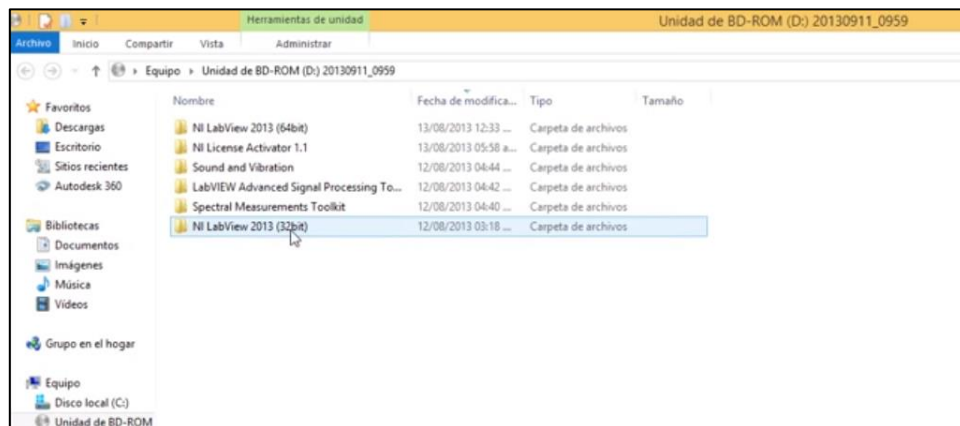 Herramientas de unidad
Unidad de BD-ROM (D:) 20130911_0959
Archivo Inicio Compartir Vista Administrar
Equipo Unidad de BD-ROM (D:) 20130911_0959
Nombre Fecha de modifica... Tipo Tamaño
Favoritos
Descargas
Escritorio
Sitios recientes
Autodesk 360
Bibliotecas
Documentos
Imágenes
Música
Vídeos
Grupo en el hogar
Equipo
Disco local (C:)
Unidad de BD-ROM
NI LabView 2013 (64bit) 13/08/2013 12:33 ... Carpeta de archivos
NI License Activator 1.1 13/08/2013 05:58 a... Carpeta de archivos
Sound and Vibration 12/08/2013 04:44 ... Carpeta de archivos
LabVIEW Advanced Signal Processing To... 12/08/2013 04:42 ... Carpeta de archivos
Spectral Measurements Toolkit 12/08/2013 04:40 ... Carpeta de archivos
NI LabView 2013 (32bit) 12/08/2013 03:18 ... Carpeta de archivos